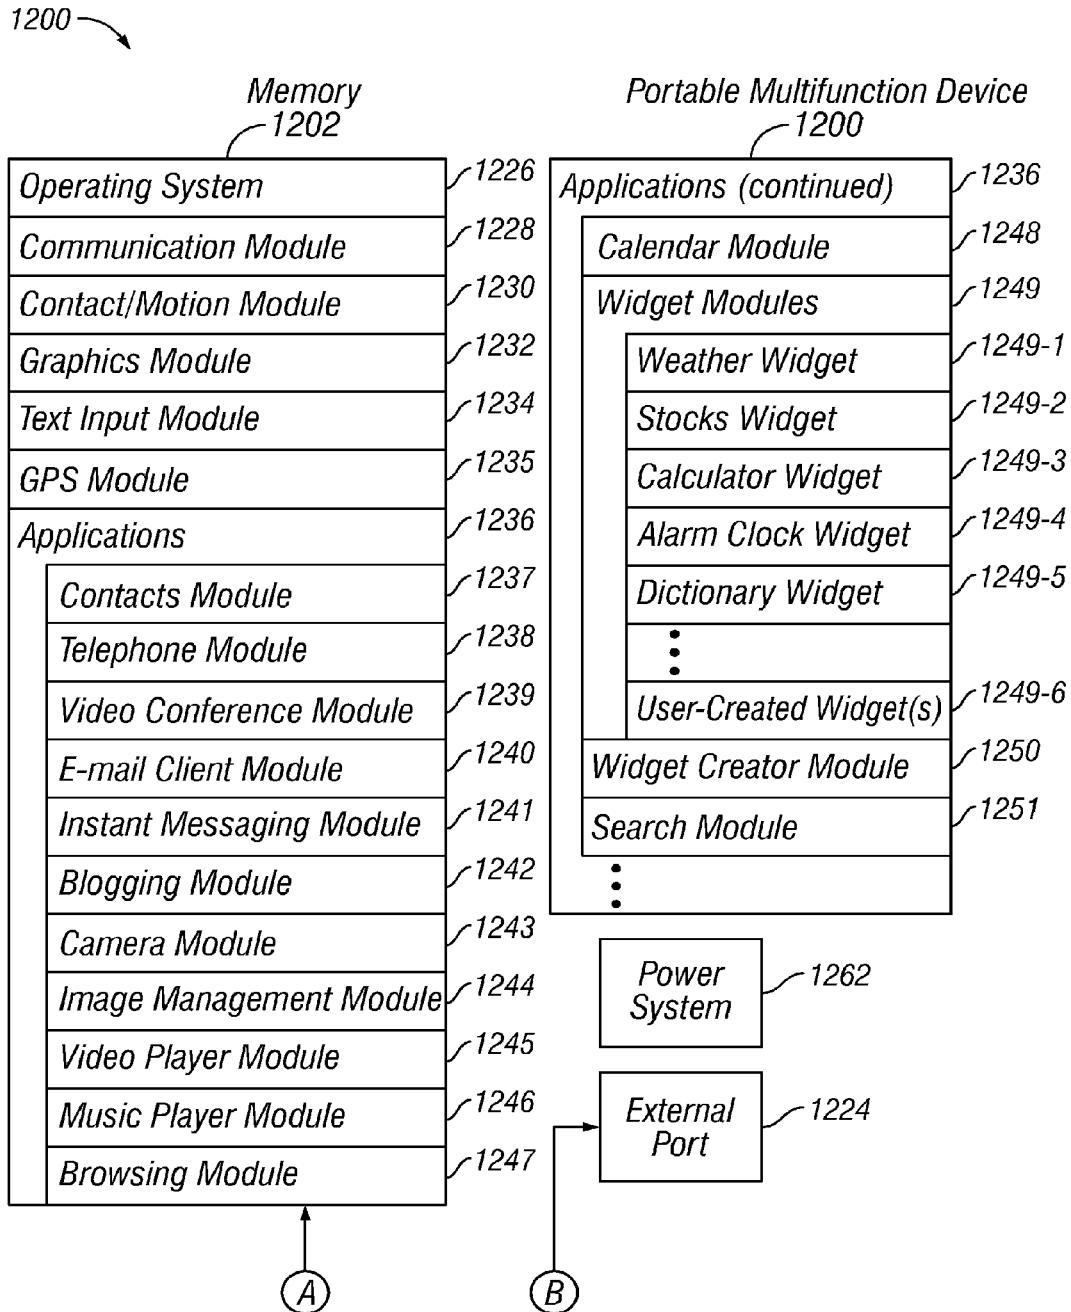 1200
Memory
1202
Operating System 1226
Communication Module 1228
Contact/Motion Module 1230
Graphics Module 1232
Text Input Module 1234
GPS Module 1235
Applications 1236
Contacts Module 1237
Telephone Module 1238
Video Conference Module 1239
E-mail Client Module 1240
Instant Messaging Module 1241
Blogging Module 1242
Camera Module 1243
Image Management Module 1244
Video Player Module 1245
Music Player Module 1246
Browsing Module 1247
A
Portable Multifunction Device
1200
Applications (continued) 1236
Calendar Module 1248
Widget Modules 1249
Weather Widget 1249-1
Stocks Widget 1249-2
Calculator Widget 1249-3
Alarm Clock Widget 1249-4
Dictionary Widget 1249-5
User-Created Widget(s) 1249-6
Widget Creator Module 1250
Search Module 1251
Power
System 1262
External
Port 1224
B